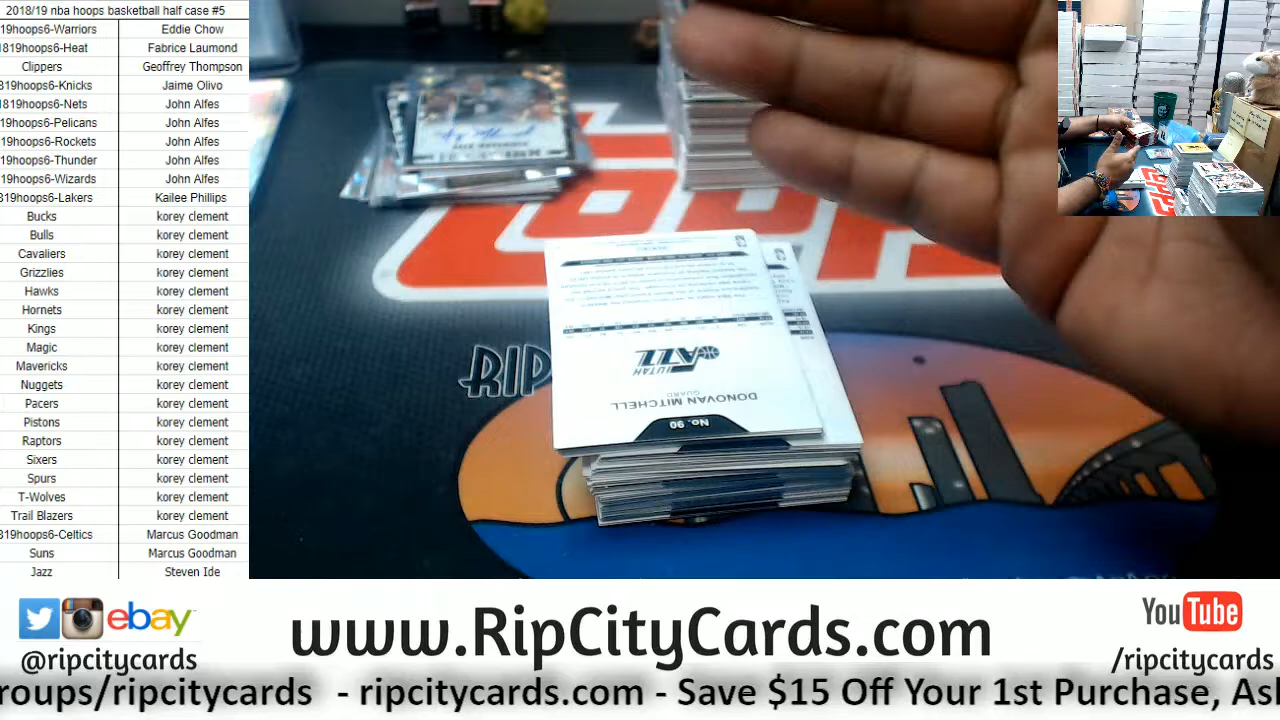 2018/19 nba hoops basketball half case #5
19hoops6-Warriors Eddie Chow
1819hoops6-Heat Fabrice Laumond
Clippers Geoffrey Thompson
819hoops6-Knicks Jaime Olivo
1819hoops6-Nets John Alfes
819hoops6-Pelicans John Alfes
819hoops6-Rockets John Alfes
819hoops6-Thunder John Alfes
819hoops6-Wizards John Alfes
819hoops6-Lakers Kailee Phillips
Bucks korey clement
Bulls korey clement
Cavaliers korey clement
Grizzlies korey clement
Hawks korey clement
Hornets korey clement
Kings korey clement
Magic korey clement
Mavericks korey clement
Nuggets korey clement
Pacers korey clement
Pistons korey clement
Raptors korey clement
Sixers korey clement
Spurs korey clement
T-Wolves korey clement
Trail Blazers korey clement
819hoops6-Celtics Marcus Goodman
Suns Marcus Goodman
Jazz Steven Ide
RIP
UTAH
JAZZ
GUARD
DONOVAN MITCHELL
No. 90
ebay
@ripcitycards
www.RipCityCards.com
YouTube
/ripcitycards
roups/ripcitycards - ripcitycards.com - Save $15 Off Your 1st Purchase, As